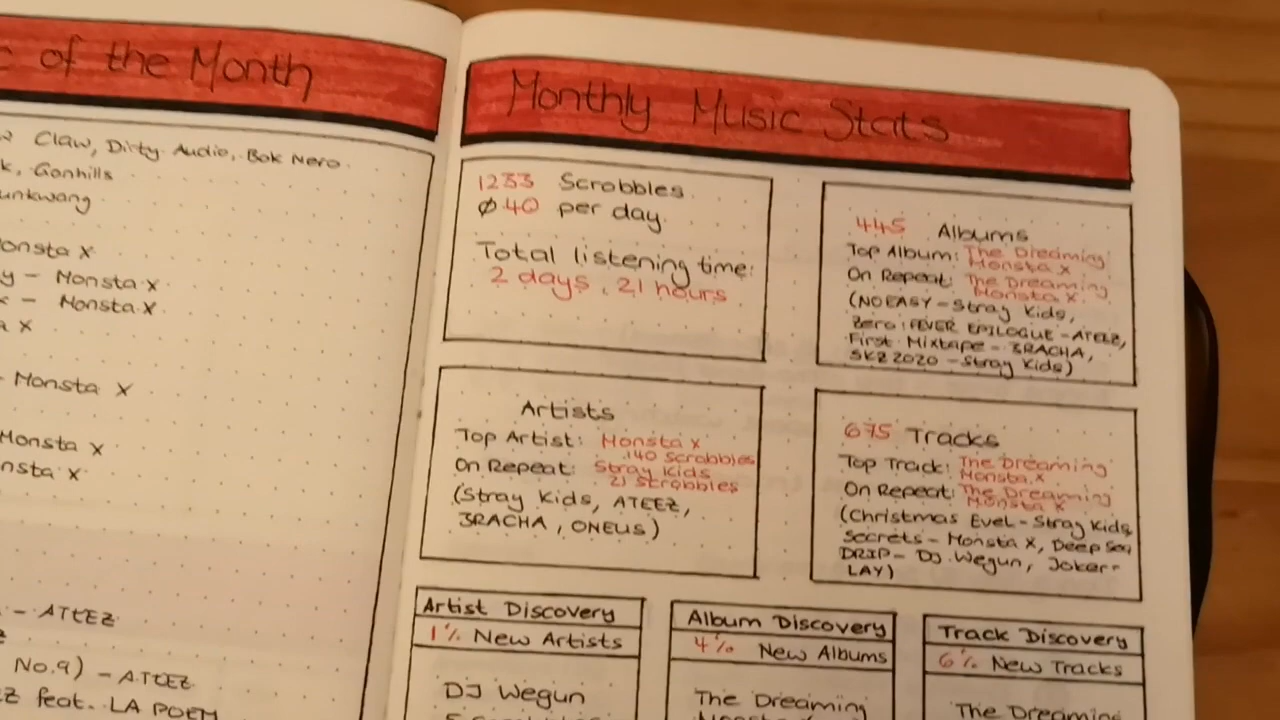 of the Month
Claw, Dirty Audio, Bok Nero
Gonhills
unkwang
onsta X
y - Monsta X
- Monsta X
a X
- Monsta X
Monsta X
nsta X
- ATEEZ
No.9) - ATEEZ
EZ feat. LA POEM
Monthly Music Stats
1233 Scrobbles
Ø 40 per day
Total listening time:
2 days, 21 hours
445 Albums
Top Album: The Dreaming
Monsta X
On Repeat: The Dreaming
Monsta X
(NOEASY - Stray Kids,
Zero: FEVER EPILOGUE - ATEEZ,
First Mixtape - 3RACHA,
SKZ2020 - Stray Kids)
Artists
Top Artist: Monsta X
140 Scrobbles
On Repeat: Stray Kids
21 Scrobbles
(Stray Kids, ATEEZ,
3RACHA, ONEUS)
675 Tracks
Top Track: The Dreaming
Monsta X
On Repeat: The Dreaming
Monsta X
(Christmas Evel - Stray Kids,
Secrets - Monsta X, Deep Sea
DRIP - DJ Wegun, Joker -
LAY)
Artist Discovery
1% New Artists
DJ Wegun
Album Discovery
4% New Albums
The Dreaming
Monsta X
Track Discovery
6% New Tracks
The Dreaming